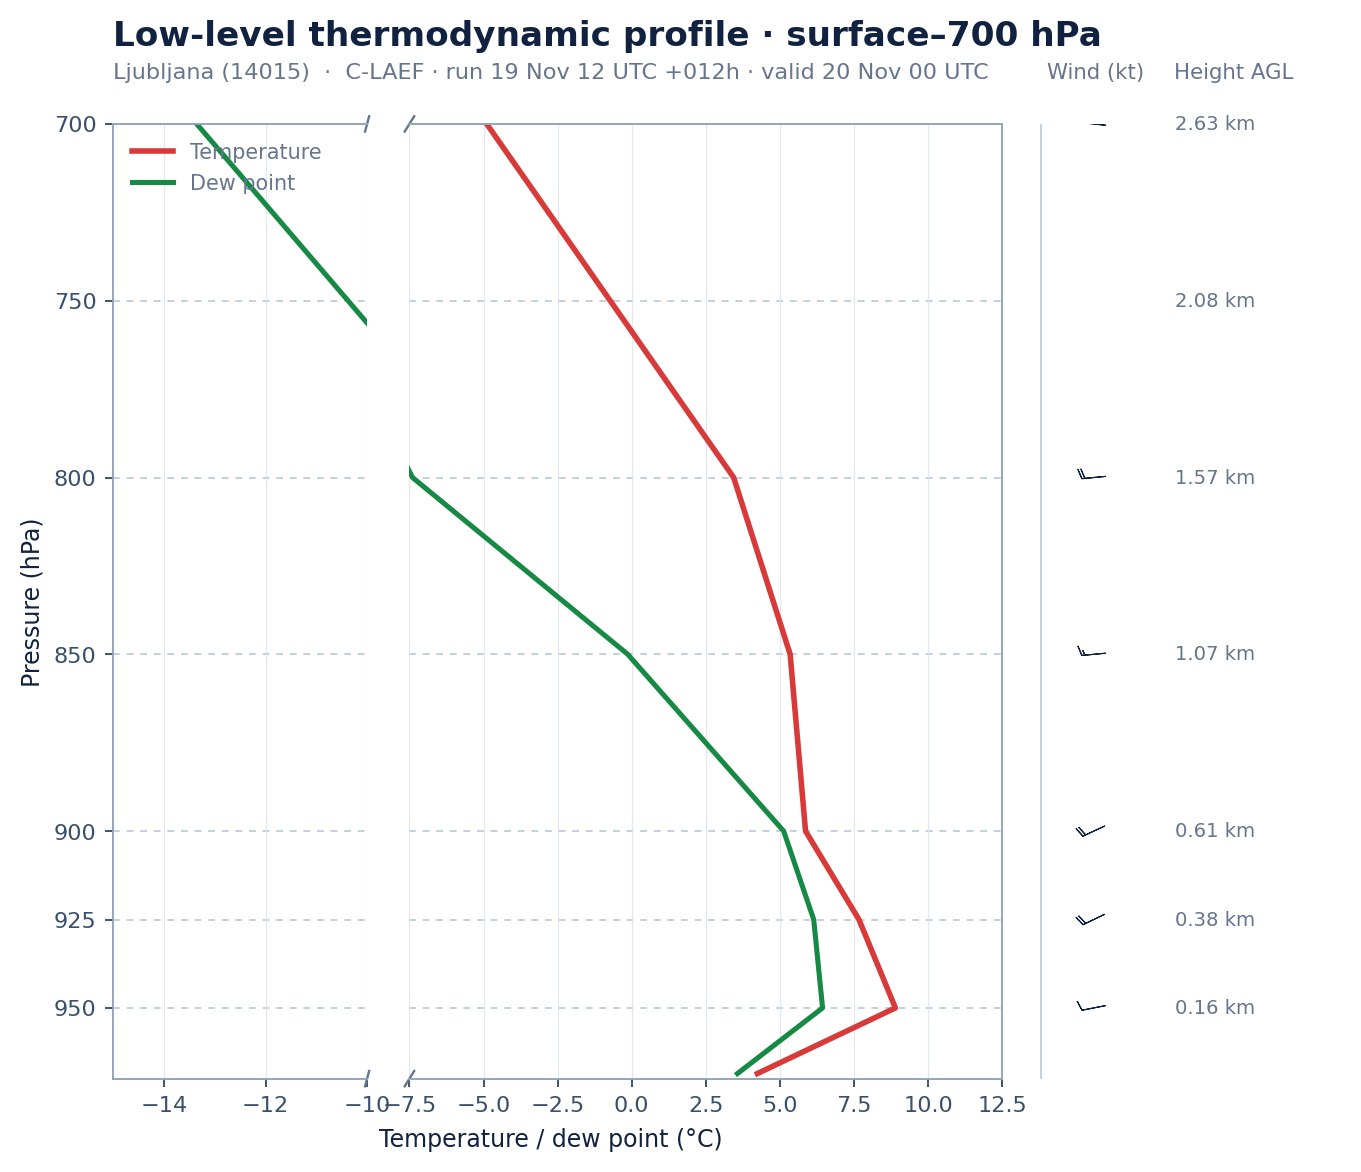 Low-level thermodynamic profile · surface–700 hPa
Ljubljana (14015)  ·  C-LAEF · run 19 Nov 12 UTC +012h · valid 20 Nov 00 UTC
Wind (kt)
Height AGL
Temperature
Dew point
Pressure (hPa)
700
750
800
850
900
925
950
2.63 km
2.08 km
1.57 km
1.07 km
0.61 km
0.38 km
0.16 km
−14
−12
−10
−7.5
−5.0
−2.5
0.0
2.5
5.0
7.5
10.0
12.5
Temperature / dew point (°C)